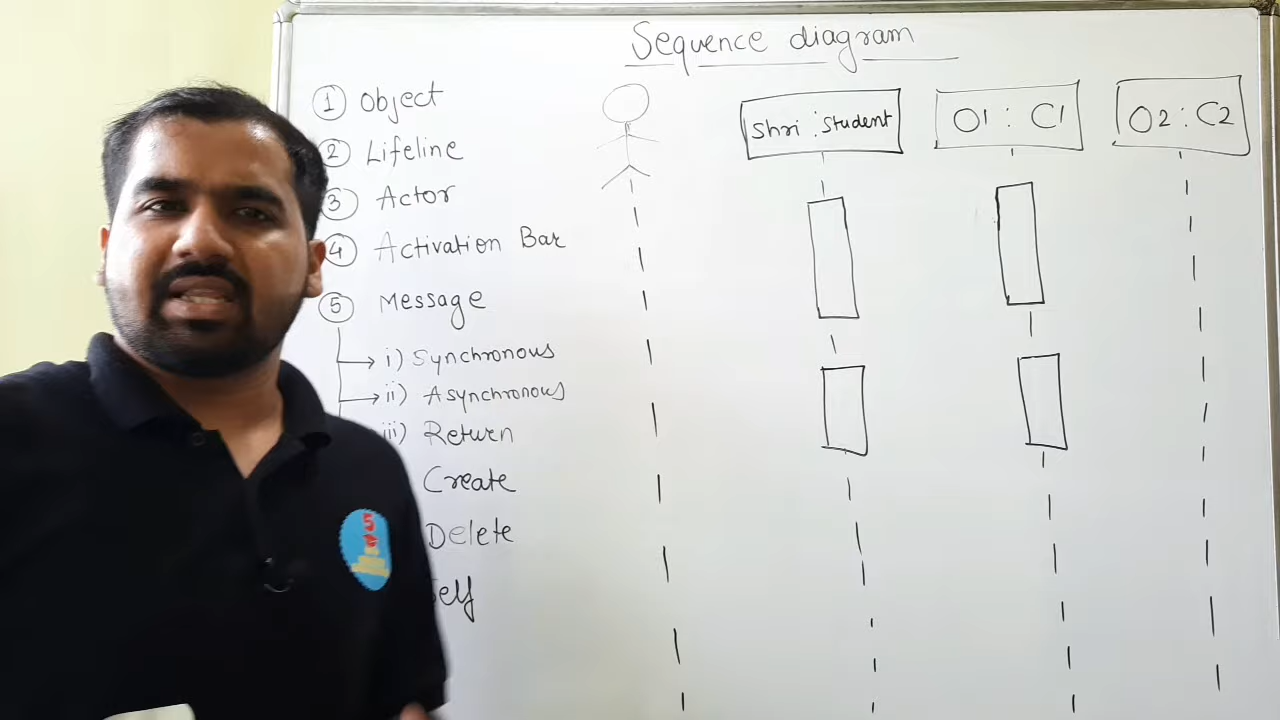 Sequence diagram
1 Object
2 Lifeline
3 Actor
4 Activation Bar
5 Message
i) Synchronous
ii) Asynchronous
iii) Return
Create
Delete
Self
Shri : Student
O1 : C1
O2 : C2
5